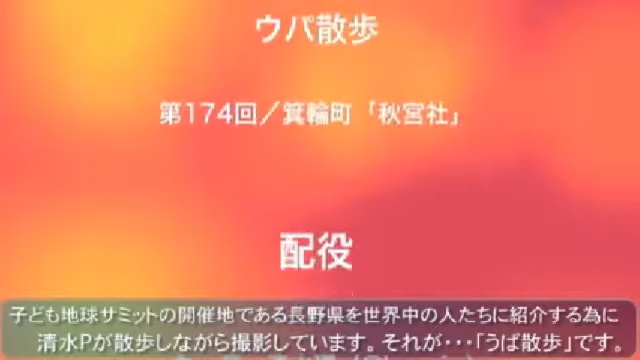 ウパ散歩
第174回／箕輪町「秋宮社」
配役
子ども地球サミットの開催地である長野県を世界中の人たちに紹介する為に
清水Pが散歩しながら撮影しています。それが・・・「うぱ散歩」です。